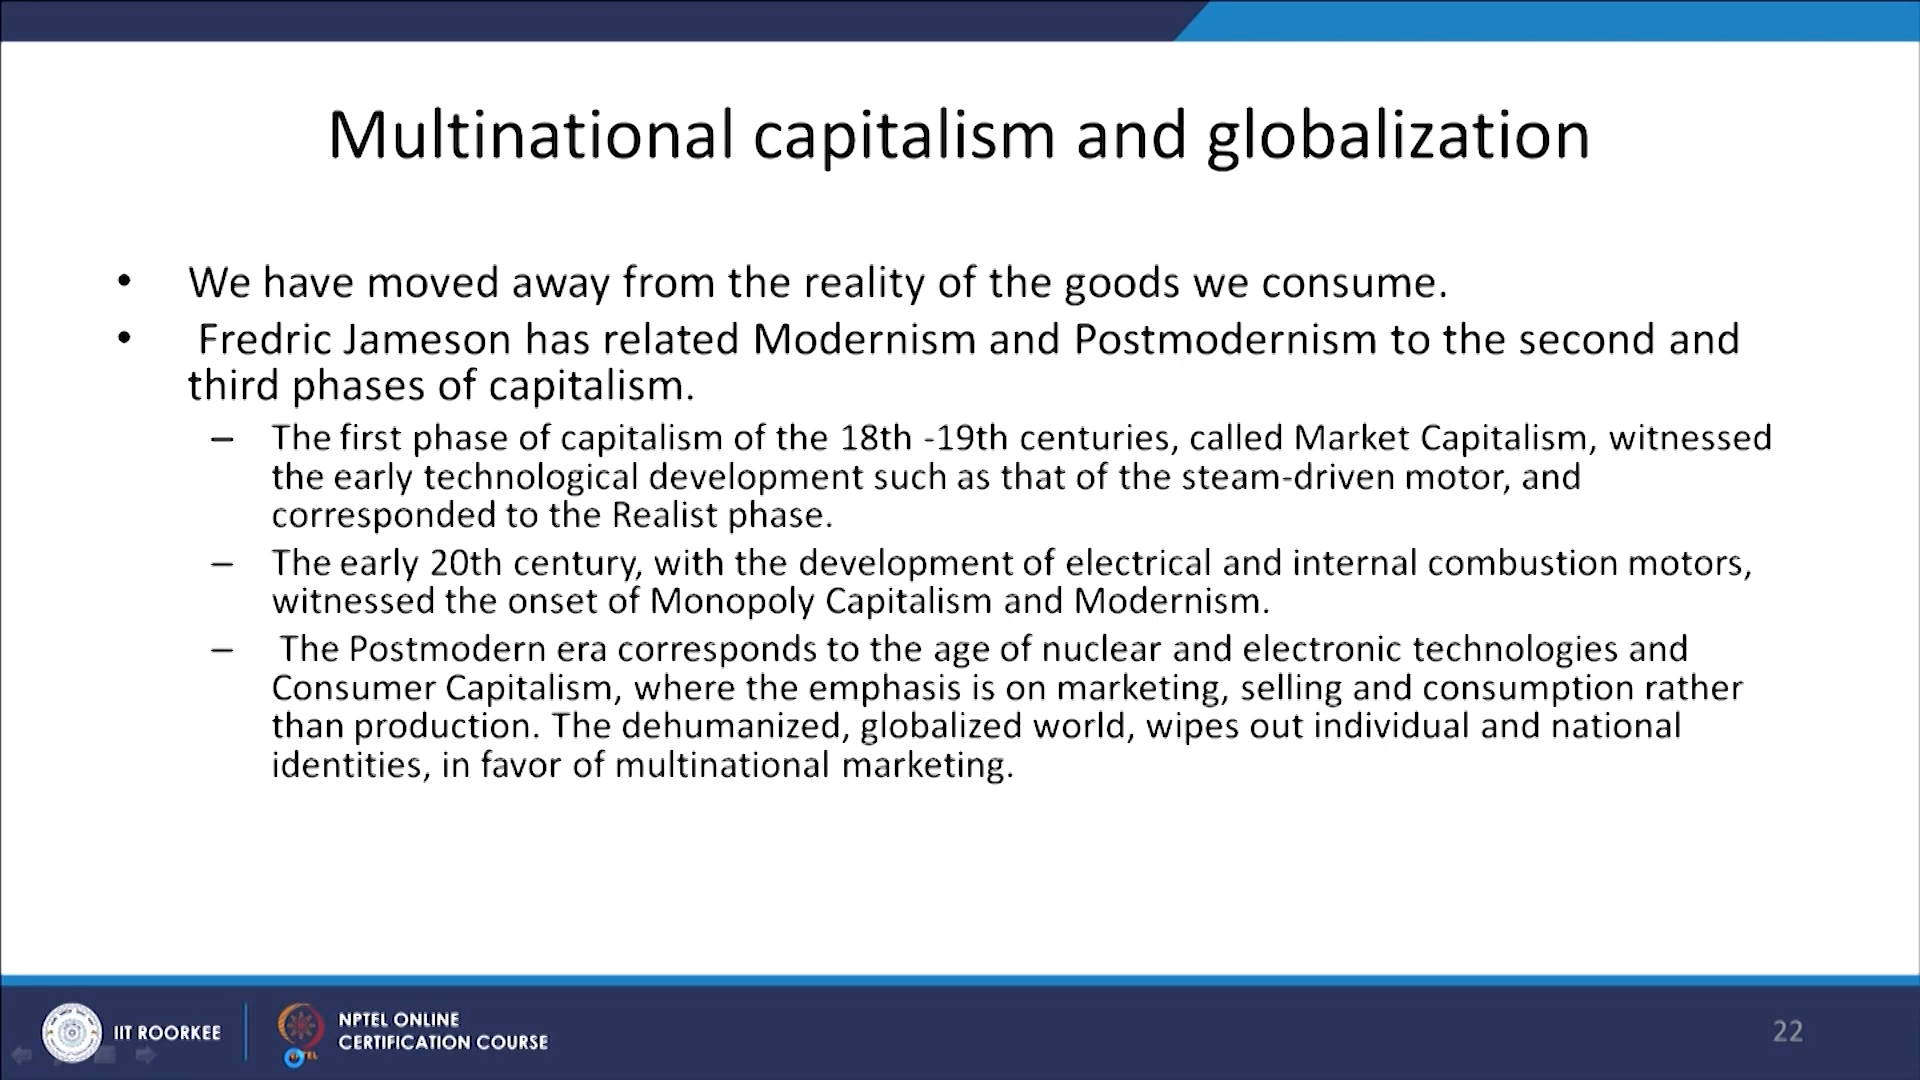 Multinational capitalism and globalization
• We have moved away from the reality of the goods we consume.
• Fredric Jameson has related Modernism and Postmodernism to the second and
third phases of capitalism.
– The first phase of capitalism of the 18th -19th centuries, called Market Capitalism, witnessed
the early technological development such as that of the steam-driven motor, and
corresponded to the Realist phase.
– The early 20th century, with the development of electrical and internal combustion motors,
witnessed the onset of Monopoly Capitalism and Modernism.
– The Postmodern era corresponds to the age of nuclear and electronic technologies and
Consumer Capitalism, where the emphasis is on marketing, selling and consumption rather
than production. The dehumanized, globalized world, wipes out individual and national
identities, in favor of multinational marketing.
IIT ROORKEE
NPTEL ONLINE
CERTIFICATION COURSE
22